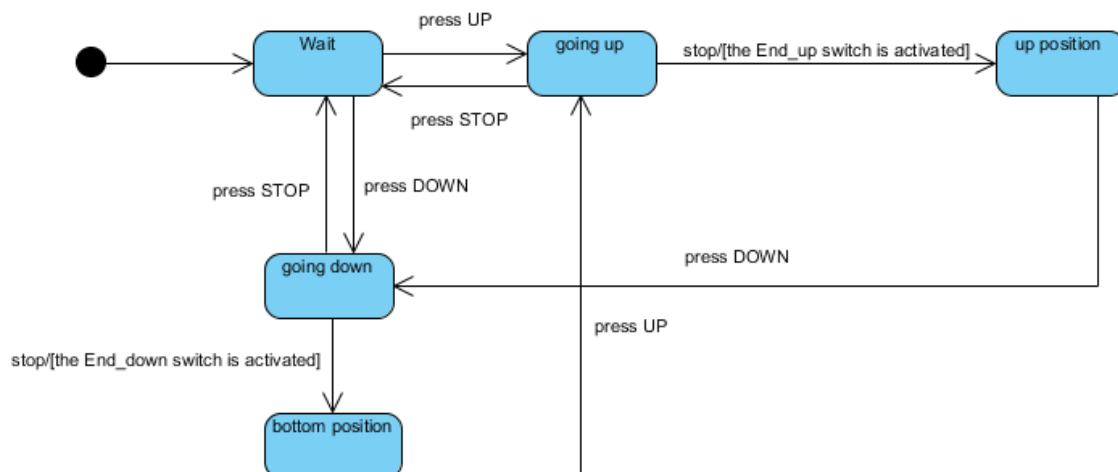 press UP
Wait
going up
stop/[the End_up switch is activated]
up position
press STOP
press STOP
press DOWN
press DOWN
going down
press UP
stop/[the End_down switch is activated]
bottom position